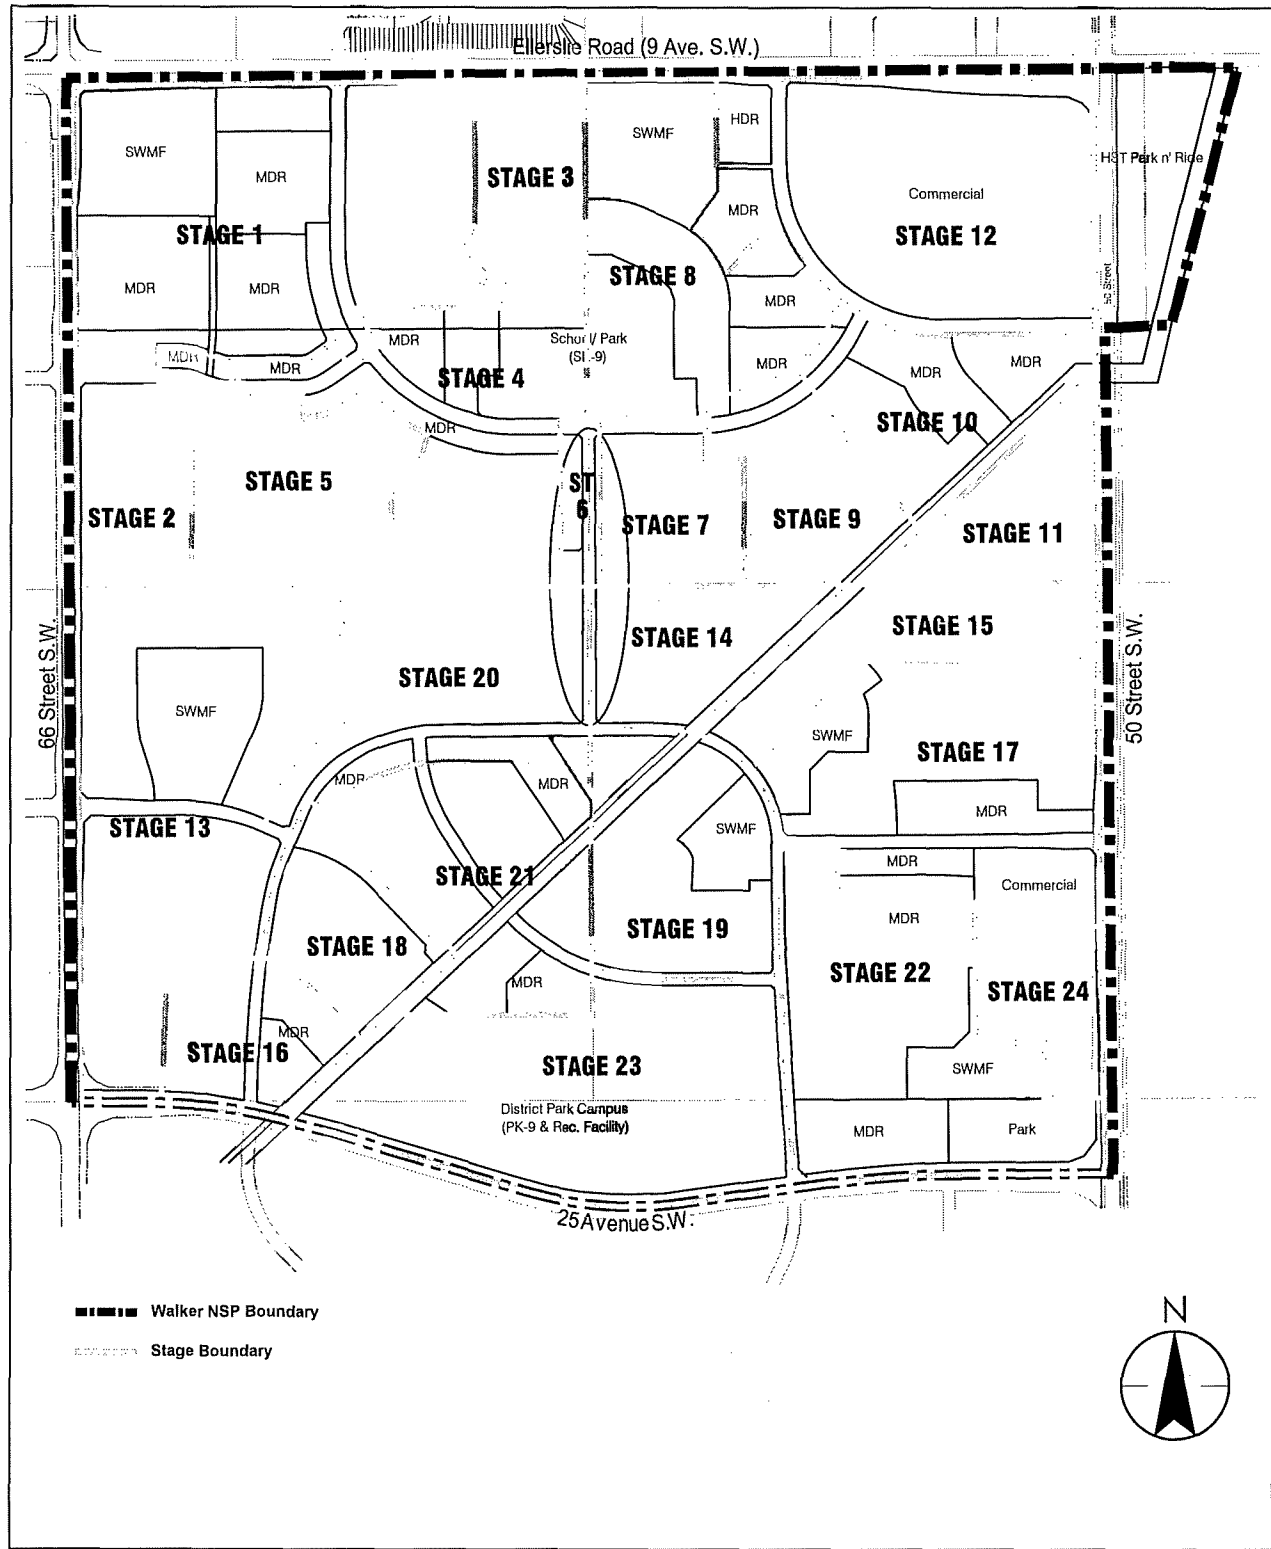 Ellerslie Road (9 Ave. S.W.)
SWMF
MDR
SWMF
HDR
Park n' Ride
STAGE 3
Commercial
MDR
STAGE 1
STAGE 12
MDR
MDR
STAGE 8
MDR
Street
MDR
School/ Park
MDR
MDR
MDR
MDR
MDR
MDR
STAGE 4
STAGE 10
MDR
STAGE 5
ST
6
STAGE 2
STAGE 7
STAGE 9
STAGE 11
STAGE 14
STAGE 15
66 Street S.W.
50 Street S.W.
STAGE 20
SWMF
SWMF
STAGE 17
MDR
MDR
MDR
STAGE 13
SWMF
MDR
STAGE 21
Commercial
MDR
STAGE 18
STAGE 19
STAGE 22
STAGE 24
MDR
MDR
STAGE 16
STAGE 23
SWMF
District Park Campus
(PK-9 & Rec. Facility)
MDR
Park
25 Avenue S.W.
Walker NSP Boundary
Stage Boundary
N